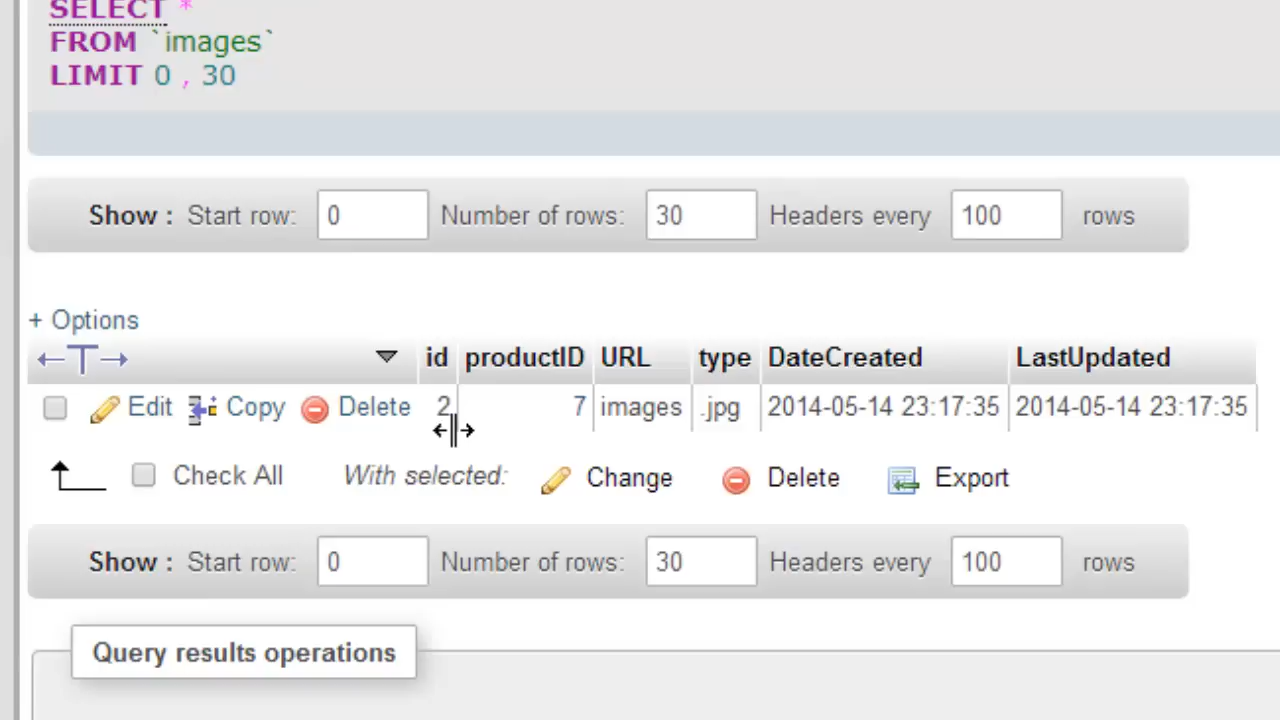 SELECT *
FROM `images`
LIMIT 0 , 30
Show : Start row: 0 Number of rows: 30 Headers every 100 rows
+ Options
←T→ id productID URL type DateCreated LastUpdated
Edit Copy Delete 2 7 images .jpg 2014-05-14 23:17:35 2014-05-14 23:17:35
Check All With selected: Change Delete Export
Show : Start row: 0 Number of rows: 30 Headers every 100 rows
Query results operations